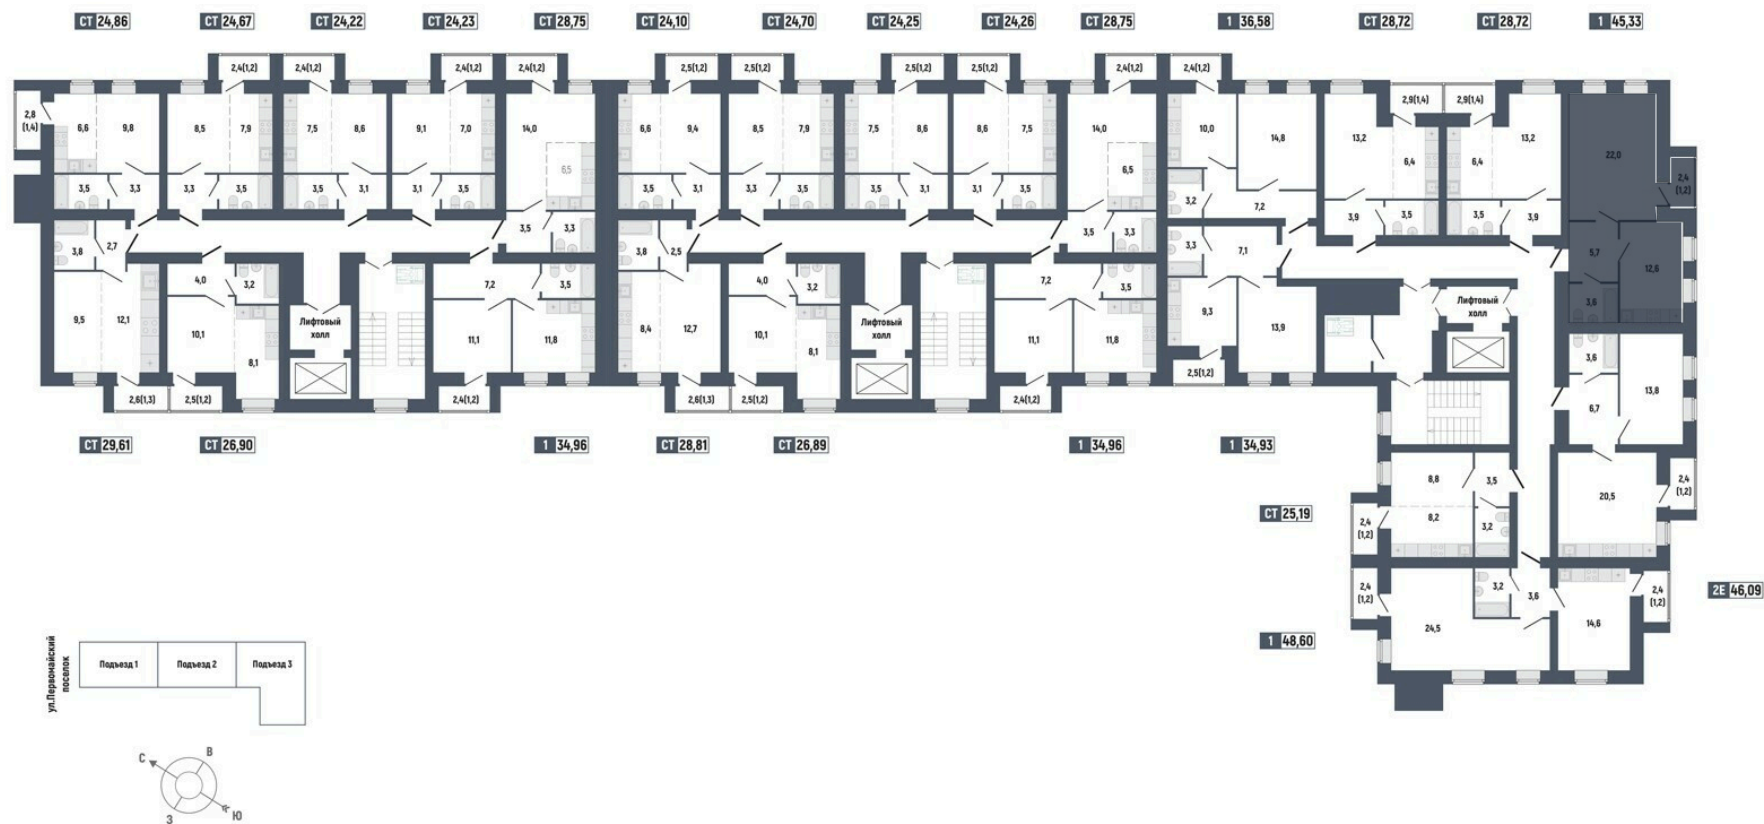 СТ 24,86 СТ 24,67 СТ 24,22 СТ 24,23 СТ 28,75 СТ 24,10 СТ 24,70 СТ 24,25 СТ 24,26 СТ 28,75 1 36,58 СТ 28,72 СТ 28,72 1 45,33
2,4(1,2) 2,4(1,2) 2,4(1,2) 2,4(1,2) 2,5(1,2) 2,5(1,2) 2,5(1,2) 2,5(1,2) 2,4(1,2) 2,4(1,2)
2,9(1,4) 2,9(1,4)
2,8
(1,4)
6,6 9,8 8,5 7,9 7,5 8,6 9,1 7,0 14,0 6,6 9,4 8,5 7,9 7,5 8,6 8,6 7,5 14,0 10,0 14,8 13,2 13,2 22,0
6,5 6,5 6,4 6,4
2,4
(1,2)
3,5 3,3 3,3 3,5 3,5 3,1 3,1 3,5 3,5 3,1 3,3 3,5 3,5 3,1 3,1 3,5 3,2 7,2 3,9 3,5 3,5 3,9
3,5 3,3 3,5 3,3
3,8 2,7 3,8 2,5 3,3 7,1 5,7 12,6
4,0 3,2 7,2 3,5 4,0 3,2 7,2 3,5
9,5 12,1 10,1 8,1 11,1 11,8 8,4 12,7 10,1 8,1 11,1 11,8 9,3 13,9 3,6
Лифтовый
холл
Лифтовый
холл
Лифтовый
холл
3,6 13,8
6,7
2,6(1,3) 2,5(1,2) 2,4(1,2) 2,6(1,3) 2,5(1,2) 2,4(1,2) 2,5(1,2)
СТ 29,61 СТ 26,90 1 34,96 СТ 28,81 СТ 26,89 1 34,96 1 34,93
8,8 3,5
20,5
2,4
(1,2)
СТ 25,19
2,4
(1,2)
8,2 3,2
2,4
(1,2)
3,2 3,6
2,4
(1,2)
2Е 46,09
24,5 14,6
1 48,60
ул.Первомайский
поселок
Подъезд 1 Подъезд 2 Подъезд 3
С В
З Ю